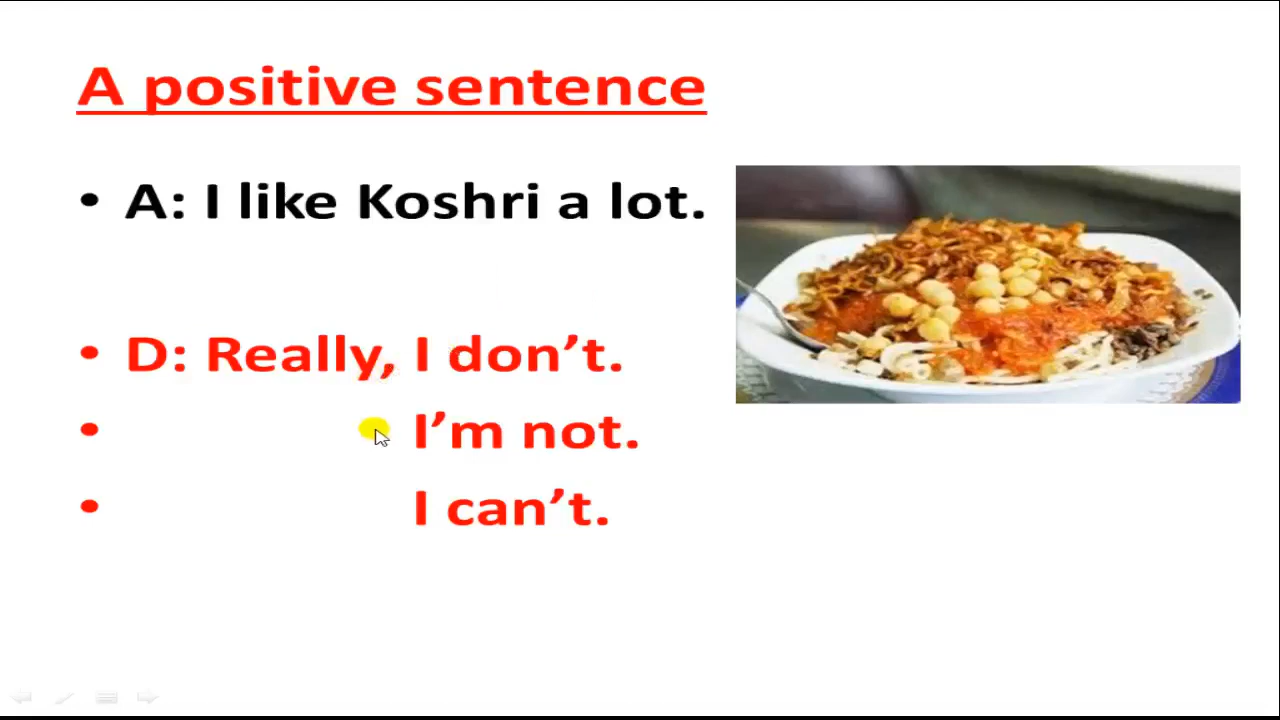 A positive sentence
• A: I like Koshri a lot.
• D: Really, I don’t.
• I’m not.
• I can’t.